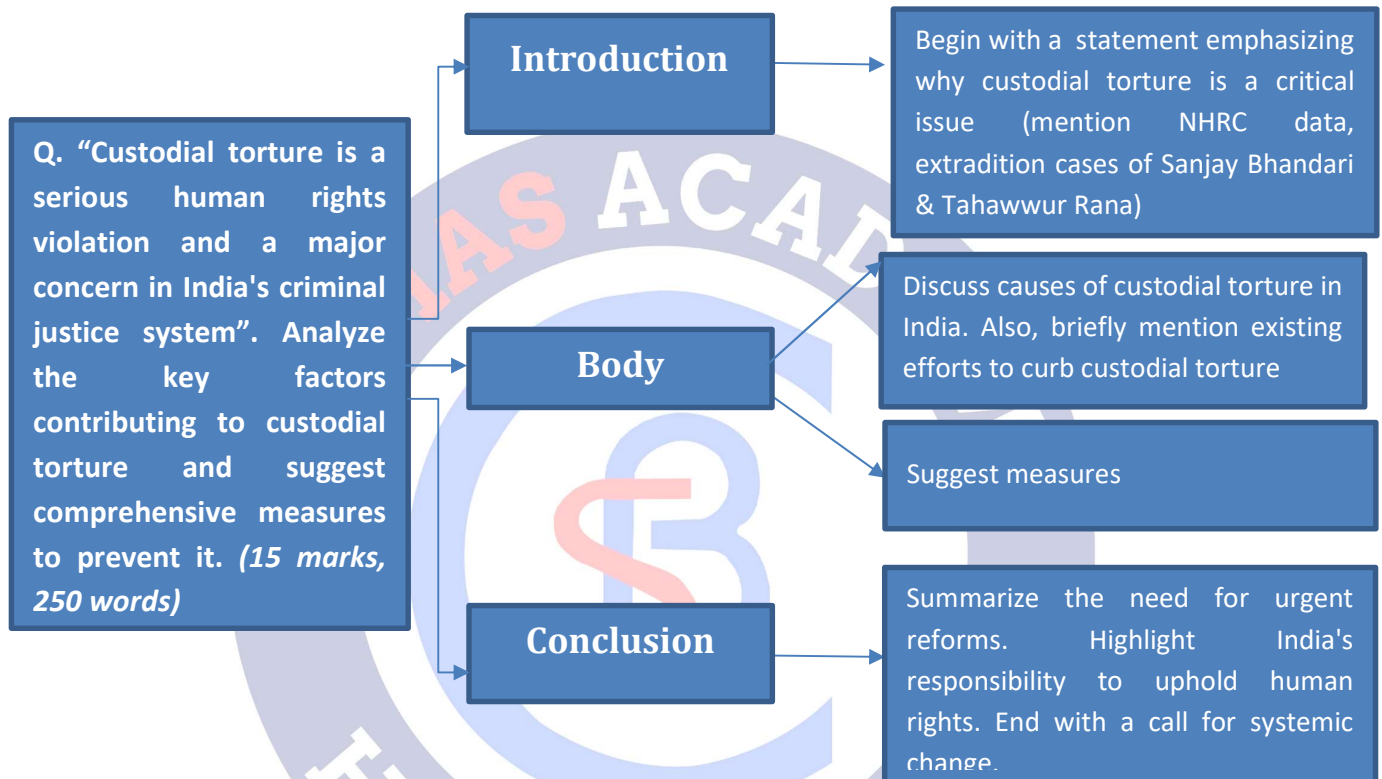 Q. “Custodial torture is a
serious human rights
violation and a major
concern in India's criminal
justice system”. Analyze
the key factors
contributing to custodial
torture and suggest
comprehensive measures
to prevent it. (15 marks,
250 words)
Introduction
Begin with a statement emphasizing
why custodial torture is a critical
issue (mention NHRC data,
extradition cases of Sanjay Bhandari
& Tahawwur Rana)
Body
Discuss causes of custodial torture in
India. Also, briefly mention existing
efforts to curb custodial torture
Suggest measures
Conclusion
Summarize the need for urgent
reforms. Highlight India's
responsibility to uphold human
rights. End with a call for systemic
change.